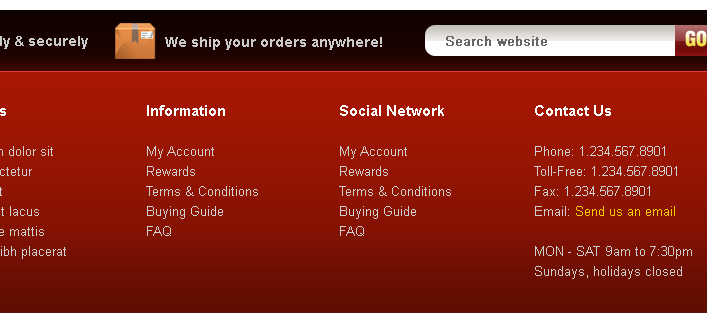 & securely
We ship your orders anywhere!
Search website
GO
Information
My Account
Rewards
Terms & Conditions
Buying Guide
FAQ
Social Network
My Account
Rewards
Terms & Conditions
Buying Guide
FAQ
Contact Us
Phone: 1.234.567.8901
Toll-Free: 1.234.567.8901
Fax: 1.234.567.8901
Email: Send us an email
MON - SAT 9am to 7:30pm
Sundays, holidays closed
dolor sit
lacus
mattis
placerat